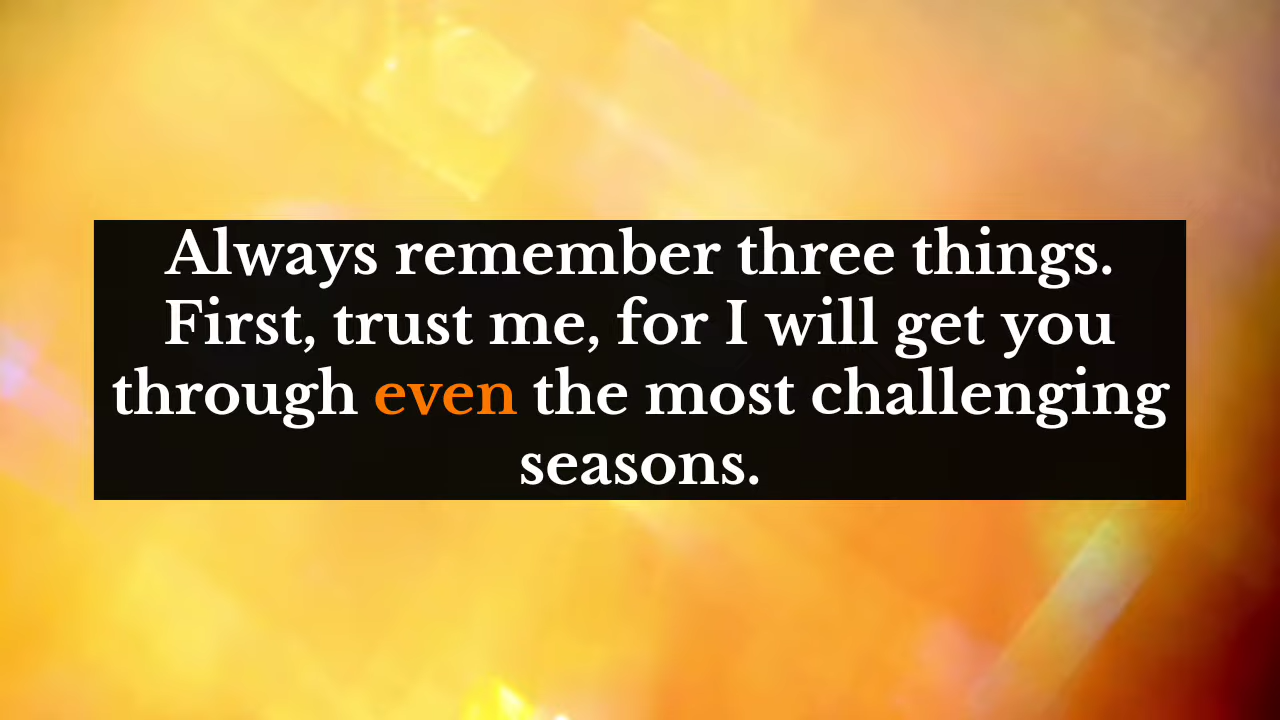 Always remember three things.
First, trust me, for I will get you
through even the most challenging
seasons.